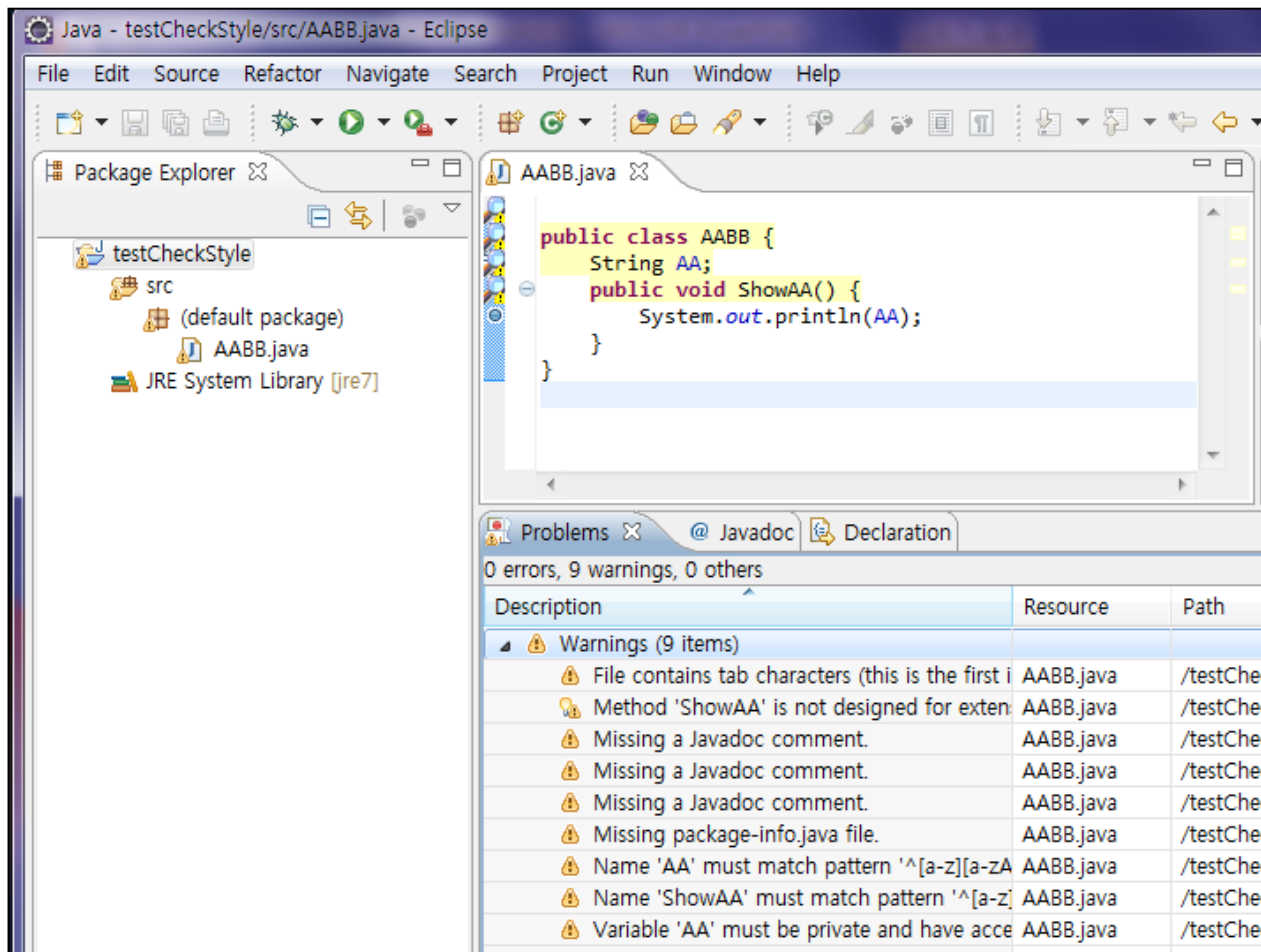 Java - testCheckStyle/src/AABB.java - Eclipse
File Edit Source Refactor Navigate Search Project Run Window Help
Package Explorer
testCheckStyle
src
(default package)
AABB.java
JRE System Library [jre7]
AABB.java
public class AABB {
String AA;
public void ShowAA() {
System.out.println(AA);
}
}
Problems @ Javadoc Declaration
0 errors, 9 warnings, 0 others
Description Resource Path
Warnings (9 items)
File contains tab characters (this is the first i AABB.java /testChe
Method 'ShowAA' is not designed for exten AABB.java /testChe
Missing a Javadoc comment. AABB.java /testChe
Missing a Javadoc comment. AABB.java /testChe
Missing a Javadoc comment. AABB.java /testChe
Missing package-info.java file. AABB.java /testChe
Name 'AA' must match pattern '^[a-z][a-zA AABB.java /testChe
Name 'ShowAA' must match pattern '^[a-z] AABB.java /testChe
Variable 'AA' must be private and have acce AABB.java /testChe